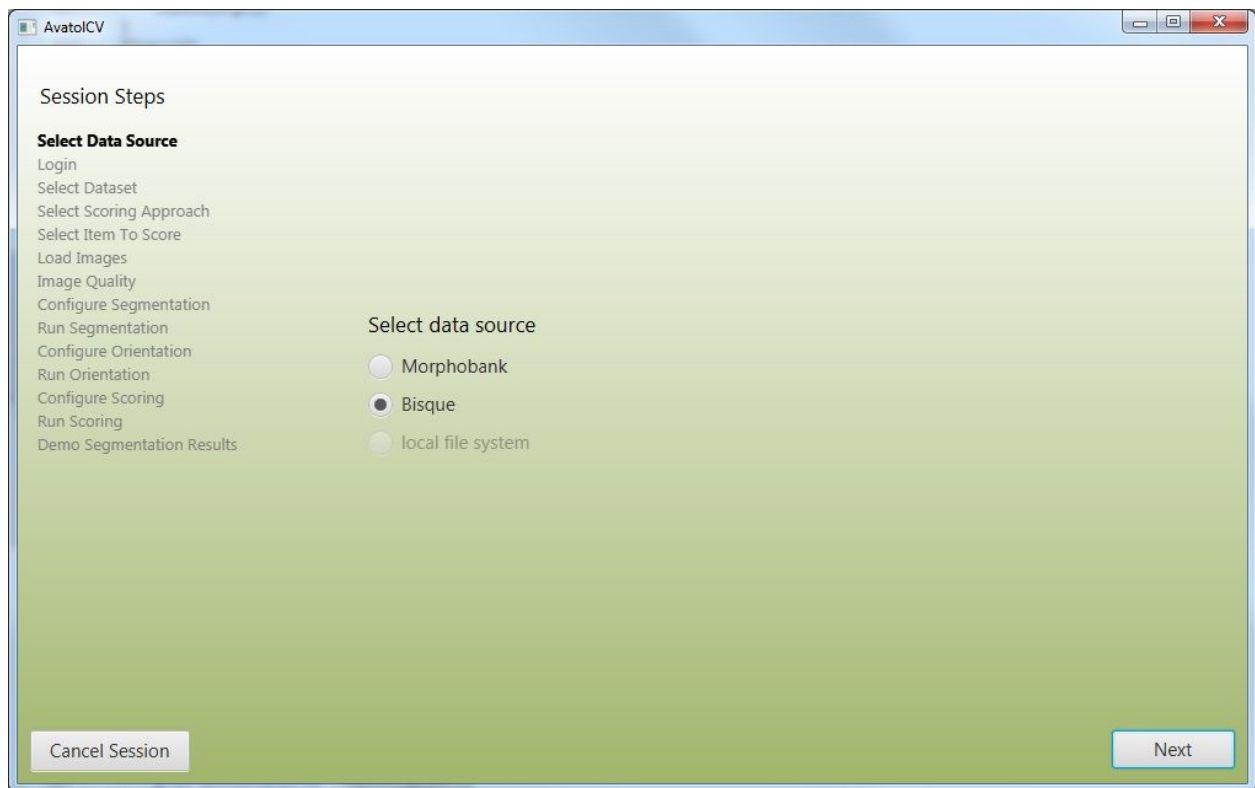 AvatolCV
Session Steps
Select Data Source
Login
Select Dataset
Select Scoring Approach
Select Item To Score
Load Images
Image Quality
Configure Segmentation
Run Segmentation
Configure Orientation
Run Orientation
Configure Scoring
Run Scoring
Demo Segmentation Results
Select data source
Morphobank
Bisque
local file system
Cancel Session
Next